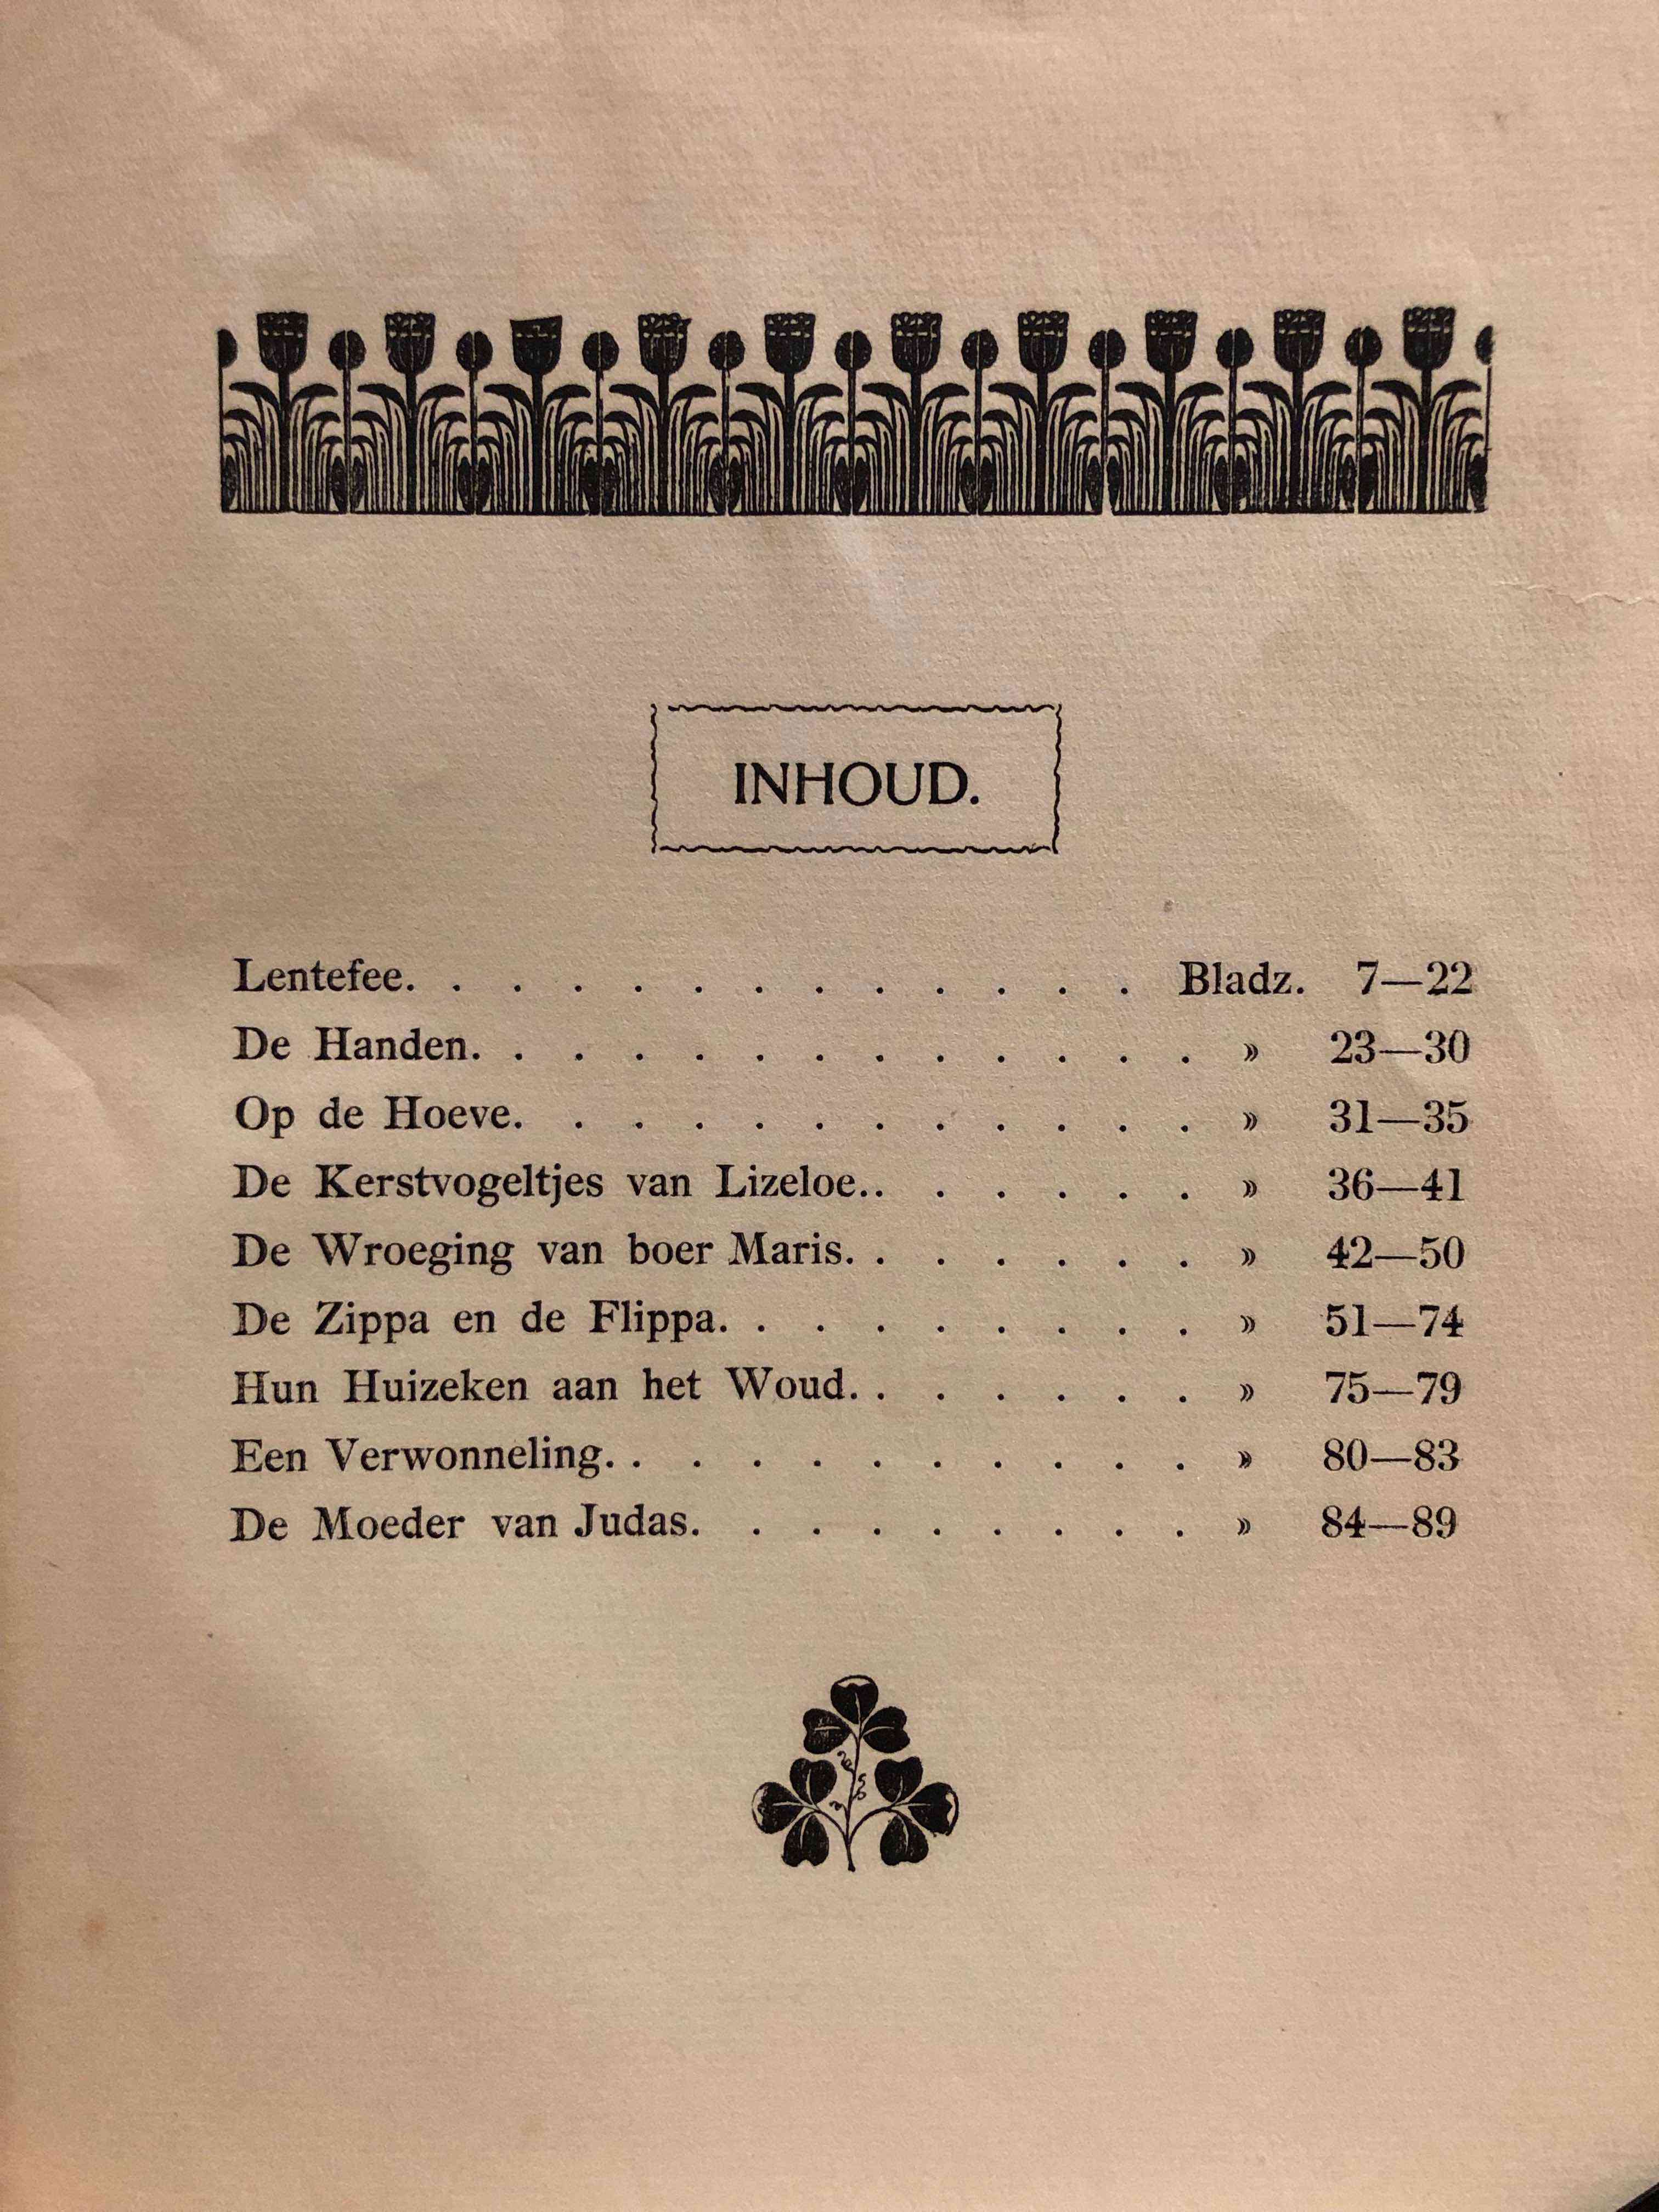 INHOUD.
Lentefee. . . . . . . . . . . . . Bladz. 7—22
De Handen. . . . . . . . . . . . . » 23—30
Op de Hoeve. . . . . . . . . . . . » 31—35
De Kerstvogeltjes van Lizeloe.. . . . . . » 36—41
De Wroeging van boer Maris. . . . . . . » 42—50
De Zippa en de Flippa. . . . . . . . . » 51—74
Hun Huizeken aan het Woud. . . . . . . » 75—79
Een Verwonneling. . . . . . . . . . . » 80—83
De Moeder van Judas. . . . . . . . . » 84—89